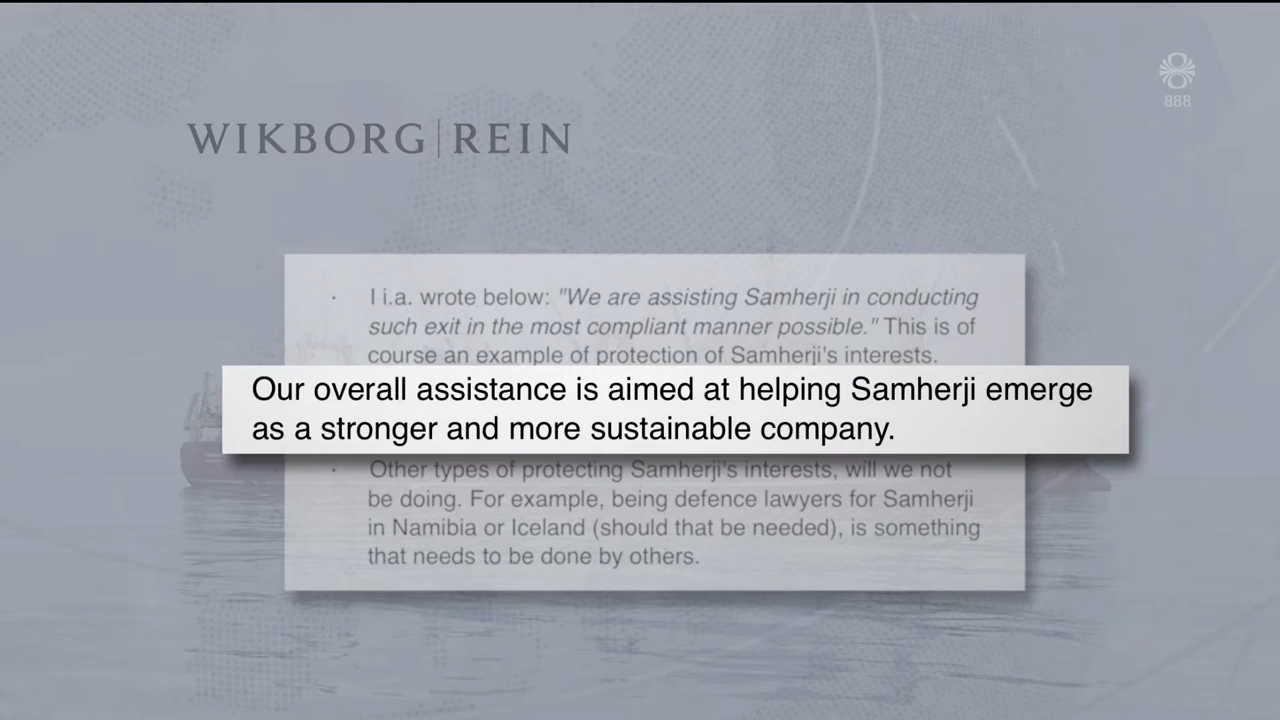 888
WIKBORG|REIN
· I i.a. wrote below: "We are assisting Samherji in conducting
such exit in the most compliant manner possible." This is of
course an example of protection of Samherji's interests.
Our overall assistance is aimed at helping Samherji emerge
as a stronger and more sustainable company.
· Other types of protecting Samherji's interests, will we not
be doing. For example, being defence lawyers for Samherji
in Namibia or Iceland (should that be needed), is something
that needs to be done by others.